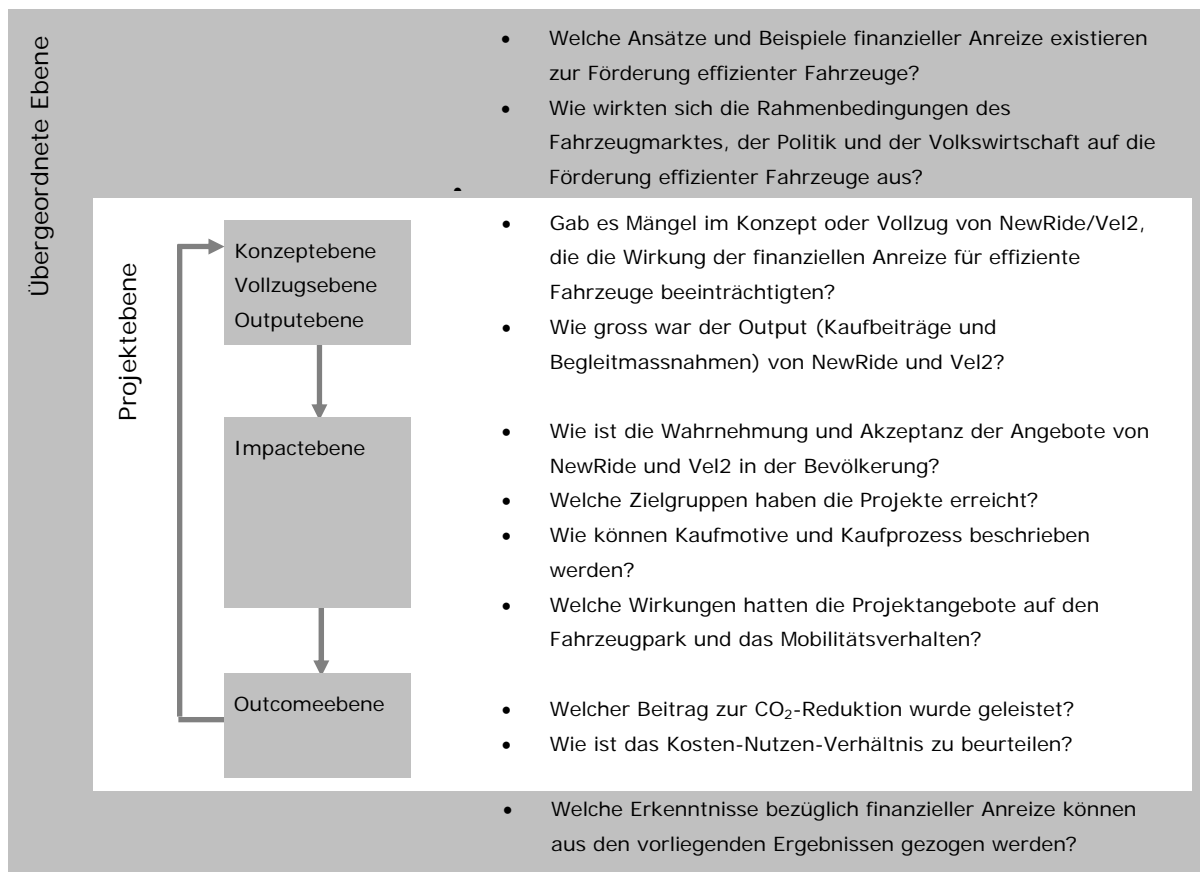 Übergeordnete Ebene
• Welche Ansätze und Beispiele finanzieller Anreize existieren
zur Förderung effizienter Fahrzeuge?
• Wie wirkten sich die Rahmenbedingungen des
Fahrzeugmarktes, der Politik und der Volkswirtschaft auf die
Förderung effizienter Fahrzeuge aus?
•
Projektebene
Konzeptebene
Vollzugsebene
Outputebene
• Gab es Mängel im Konzept oder Vollzug von NewRide/Vel2,
die die Wirkung der finanziellen Anreize für effiziente
Fahrzeuge beeinträchtigten?
• Wie gross war der Output (Kaufbeiträge und
Begleitmassnahmen) von NewRide und Vel2?
Impactebene
• Wie ist die Wahrnehmung und Akzeptanz der Angebote von
NewRide und Vel2 in der Bevölkerung?
• Welche Zielgruppen haben die Projekte erreicht?
• Wie können Kaufmotive und Kaufprozess beschrieben
werden?
• Welche Wirkungen hatten die Projektangebote auf den
Fahrzeugpark und das Mobilitätsverhalten?
Outcomeebene
• Welcher Beitrag zur CO₂-Reduktion wurde geleistet?
• Wie ist das Kosten-Nutzen-Verhältnis zu beurteilen?
• Welche Erkenntnisse bezüglich finanzieller Anreize können
aus den vorliegenden Ergebnissen gezogen werden?